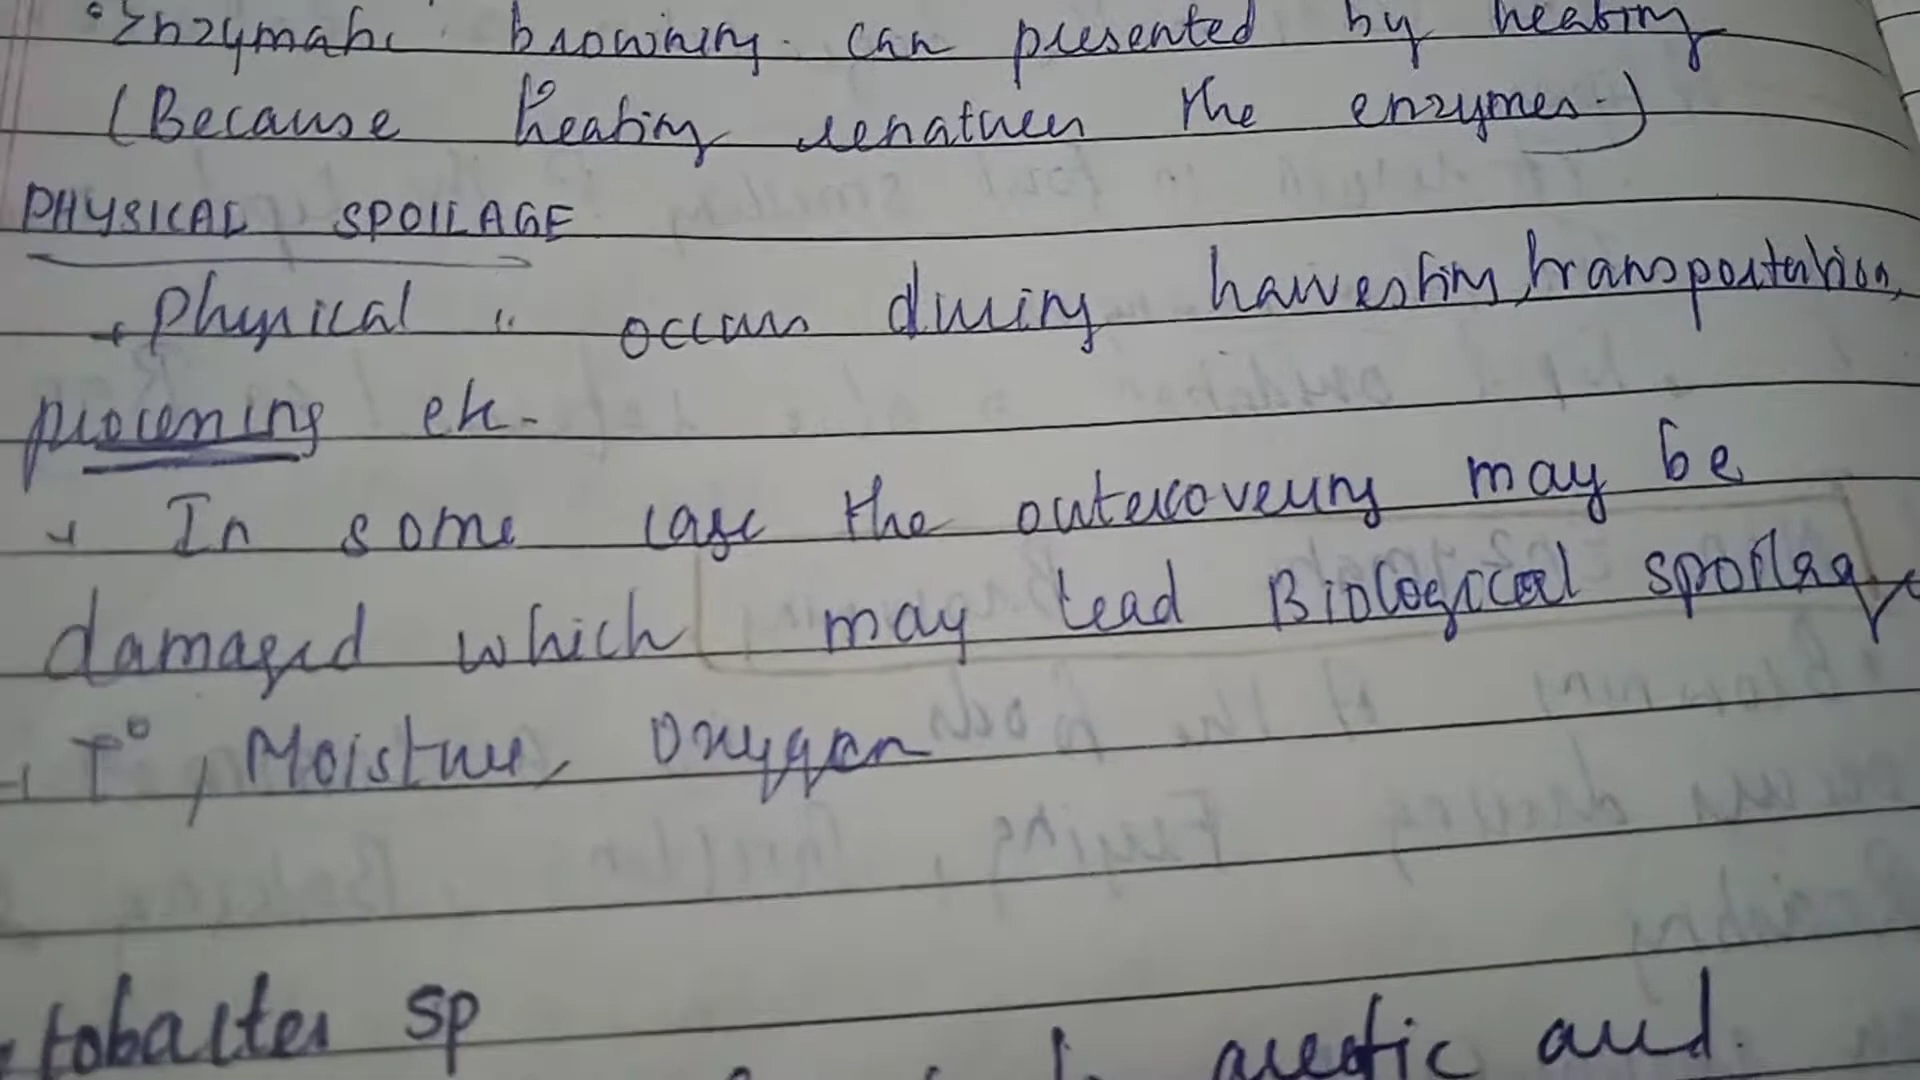 Enzymatic browning can presented by heating
(Because heating denatures the enzymes.)
PHYSICAL SPOILAGE
Physical " occurs during harvesting, transportation,
processing etc.
In some case the outercovering may be
damaged which may lead Biological spoilage
T°, Moisture, Oxygen
tobacter sp
acetic acid.